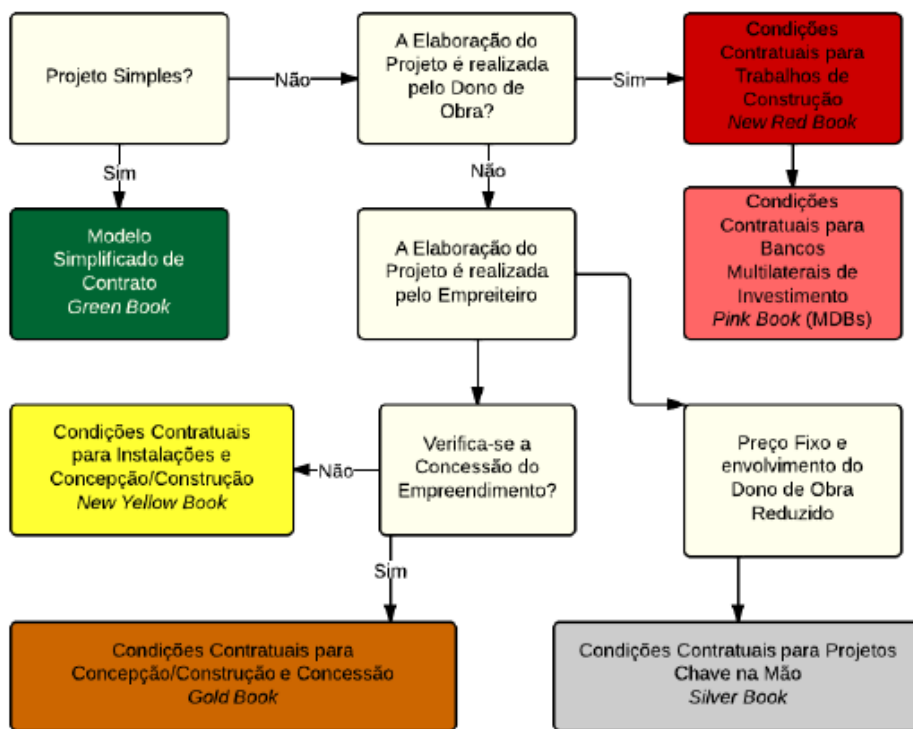 Projeto Simples?
Não
A Elaboração do
Projeto é realizada
pelo Dono de
Obra?
Sim
Condições
Contratuais para
Trabalhos de
Construção
New Red Book
Sim
Não
Modelo
Simplificado de
Contrato
Green Book
A Elaboração do
Projeto é realizada
pelo Empreiteiro
Condições
Contratuais para
Bancos
Multilaterais de
Investimento
Pink Book (MDBs)
Condições Contratuais
para Instalações e
Concepção/Construção
New Yellow Book
Não
Verifica-se a
Concessão do
Empreendimento?
Preço Fixo e
envolvimento do
Dono de Obra
Reduzido
Sim
Condições Contratuais para
Concepção/Construção e Concessão
Gold Book
Condições Contratuais para Projetos
Chave na Mão
Silver Book